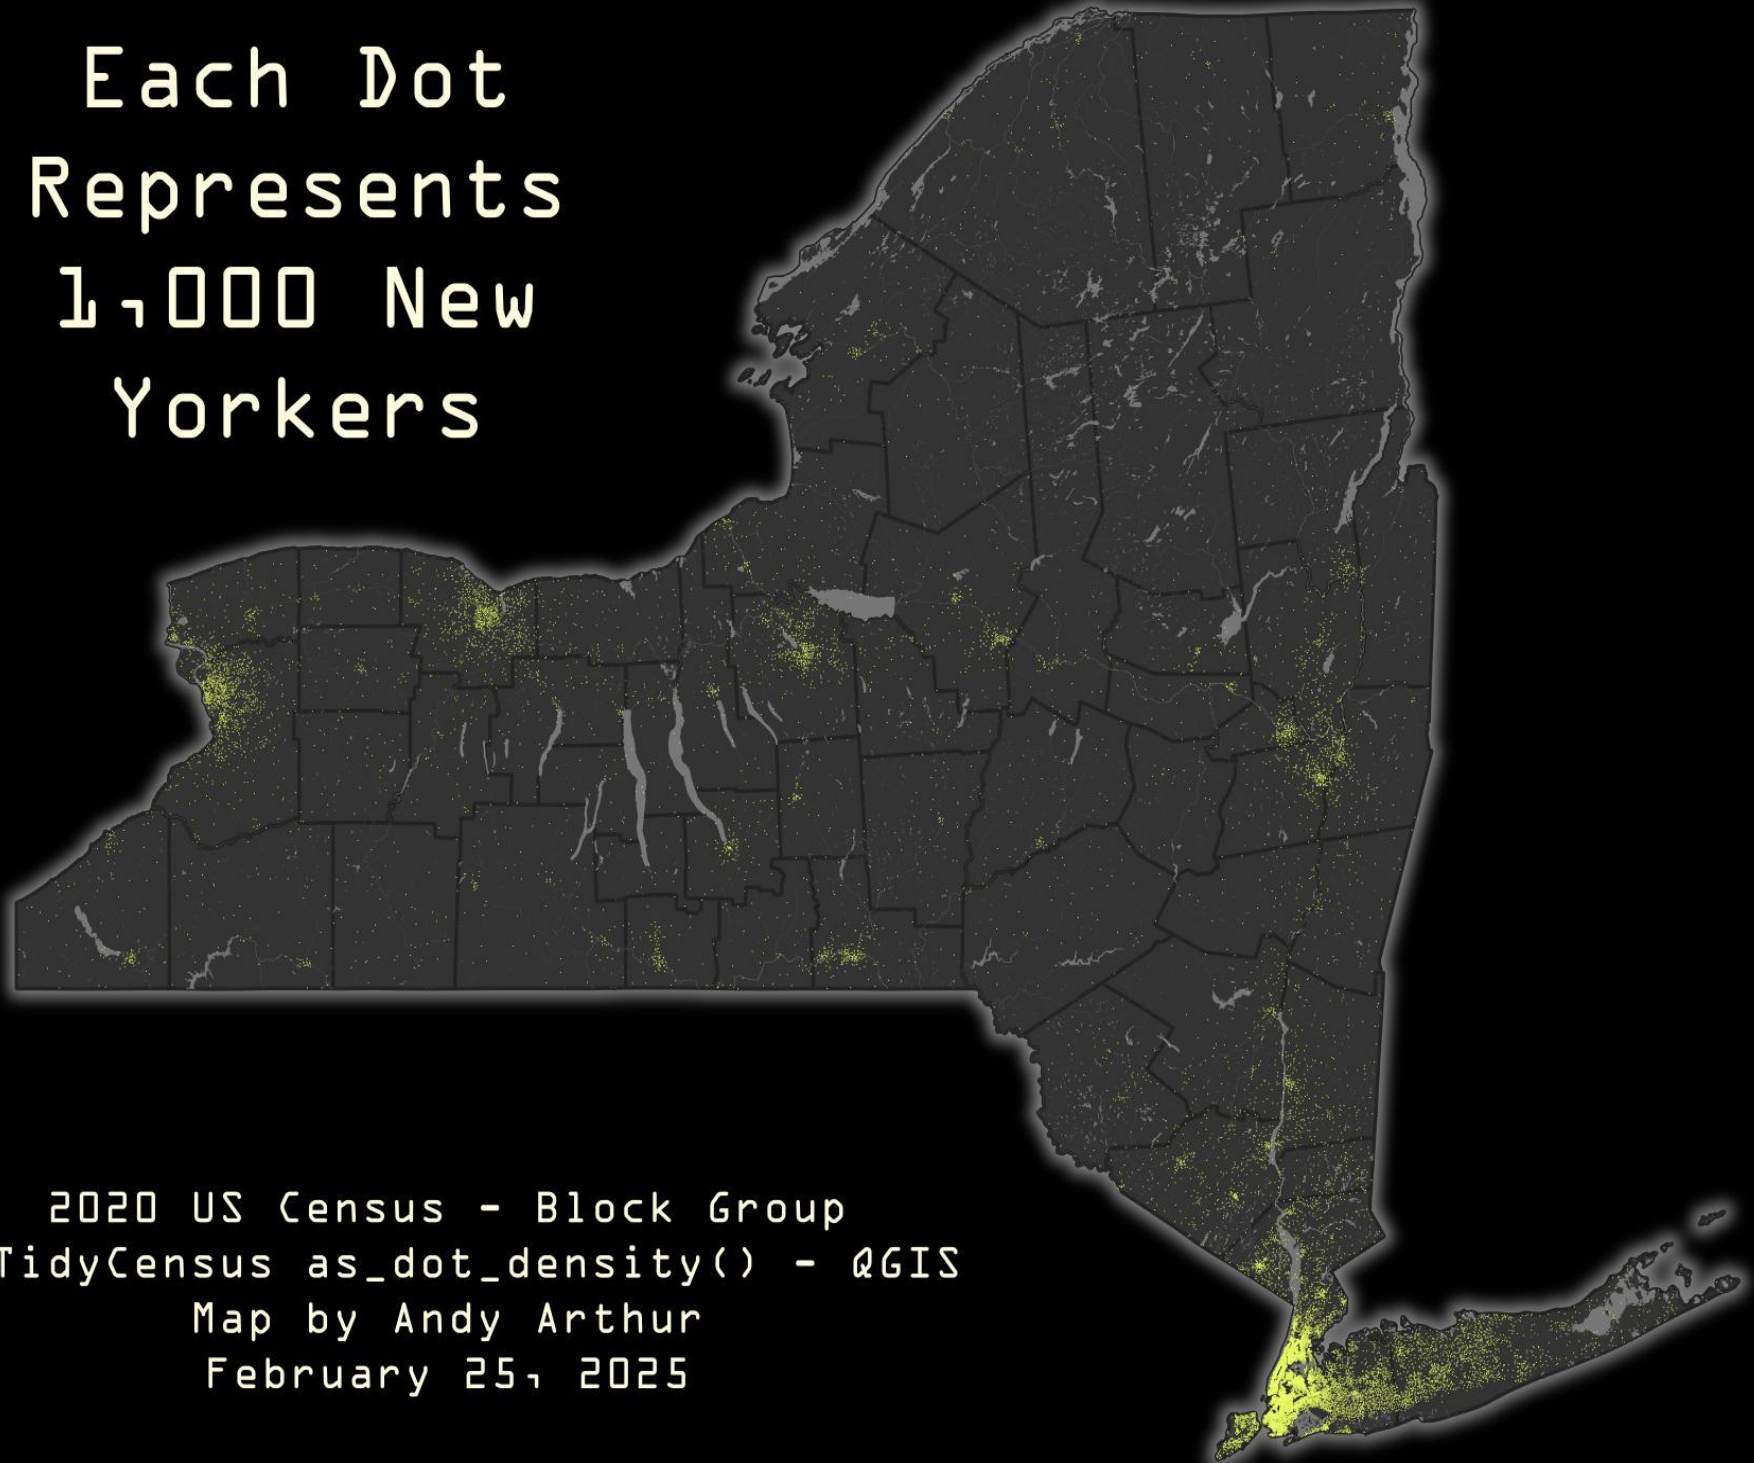 Each Dot
Represents
1,000 New
Yorkers
2020 US Census - Block Group
TidyCensus as_dot_density() - QGIS
Map by Andy Arthur
February 25, 2025